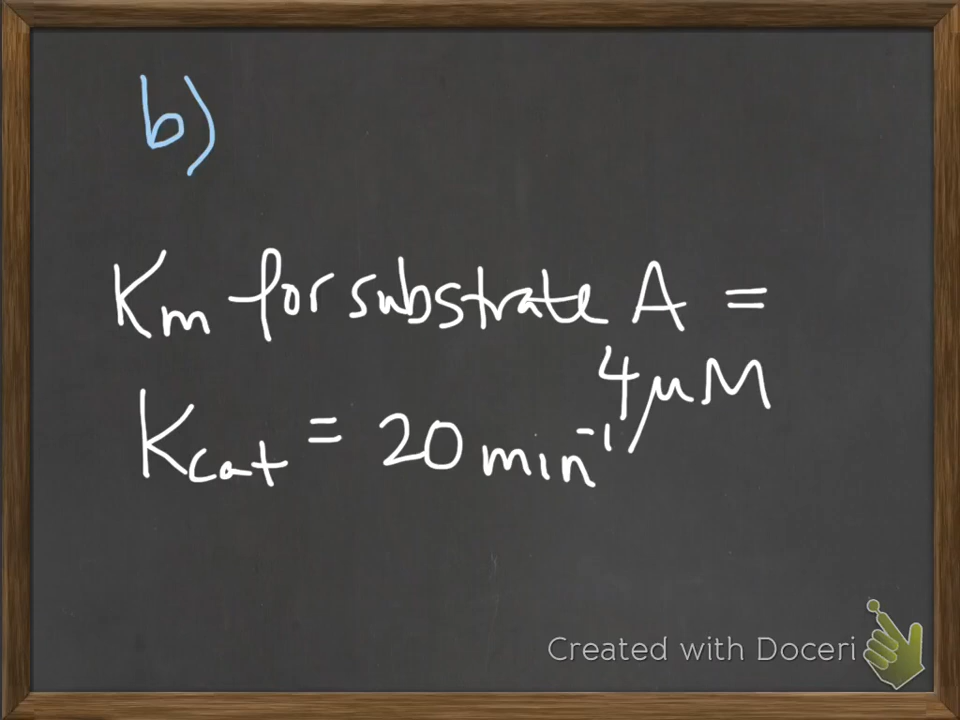 b)
Km for substrate A =
4μM
Kcat = 20 min⁻¹
Created with Doceri